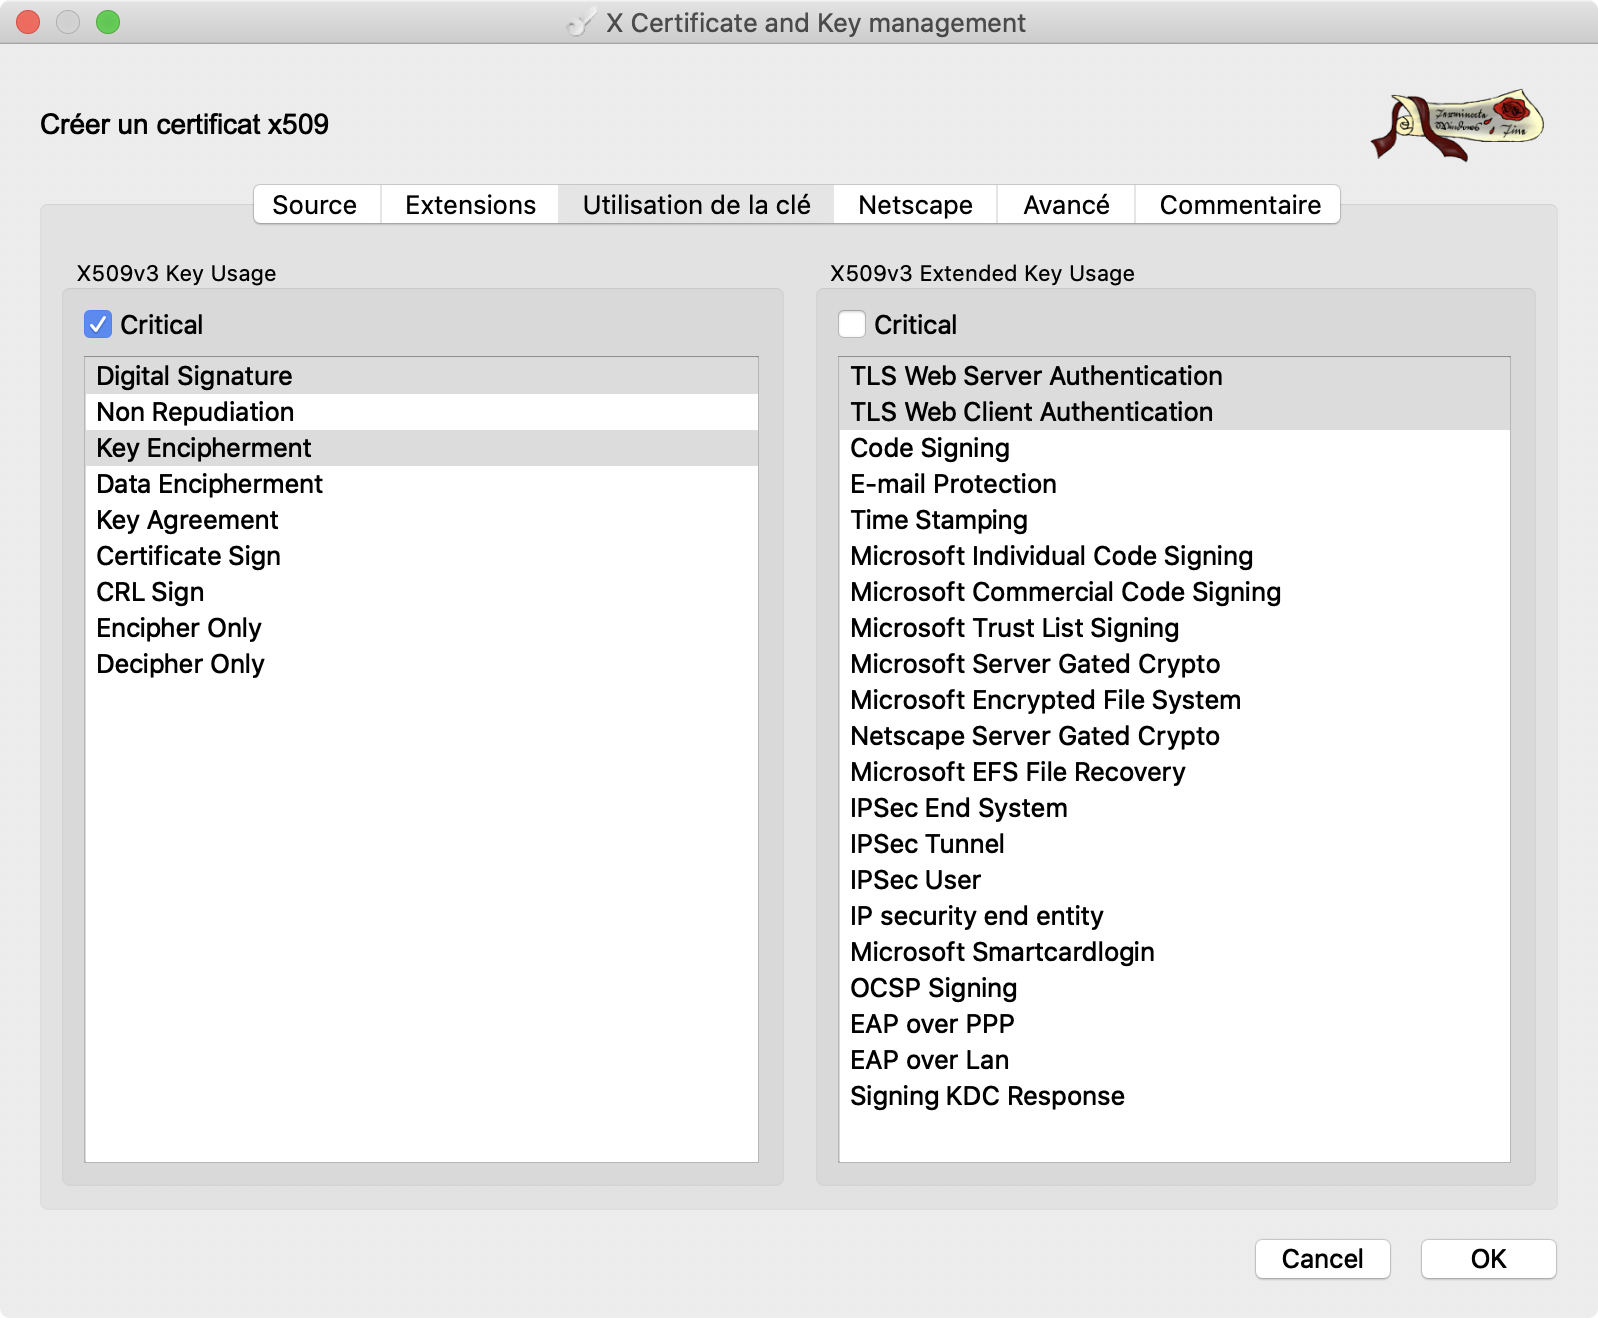 X Certificate and Key management
Créer un certificat x509
Source
Extensions
Utilisation de la clé
Netscape
Avancé
Commentaire
X509v3 Key Usage
Critical
Digital Signature
Non Repudiation
Key Encipherment
Data Encipherment
Key Agreement
Certificate Sign
CRL Sign
Encipher Only
Decipher Only
X509v3 Extended Key Usage
Critical
TLS Web Server Authentication
TLS Web Client Authentication
Code Signing
E-mail Protection
Time Stamping
Microsoft Individual Code Signing
Microsoft Commercial Code Signing
Microsoft Trust List Signing
Microsoft Server Gated Crypto
Microsoft Encrypted File System
Netscape Server Gated Crypto
Microsoft EFS File Recovery
IPSec End System
IPSec Tunnel
IPSec User
IP security end entity
Microsoft Smartcardlogin
OCSP Signing
EAP over PPP
EAP over Lan
Signing KDC Response
Cancel
OK